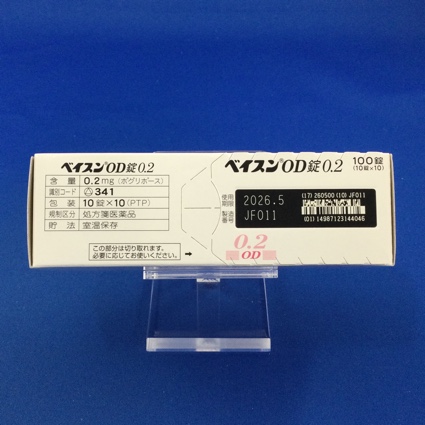 ベイスン®OD錠0.2
含 量 0.2mg(ボグリボース)
識別コード 341
包 装 10錠×10(PTP)
規制区分 処方箋医薬品
貯 法 室温保存
この部分は切り取れます。
必要に応じてお使いください。
ベイスン®OD錠0.2
100錠
(10錠×10)
使用期限 2026.5
製造番号 JF011
(17) 260500 (10) JF011
(01) 14987123144046
0.2
OD